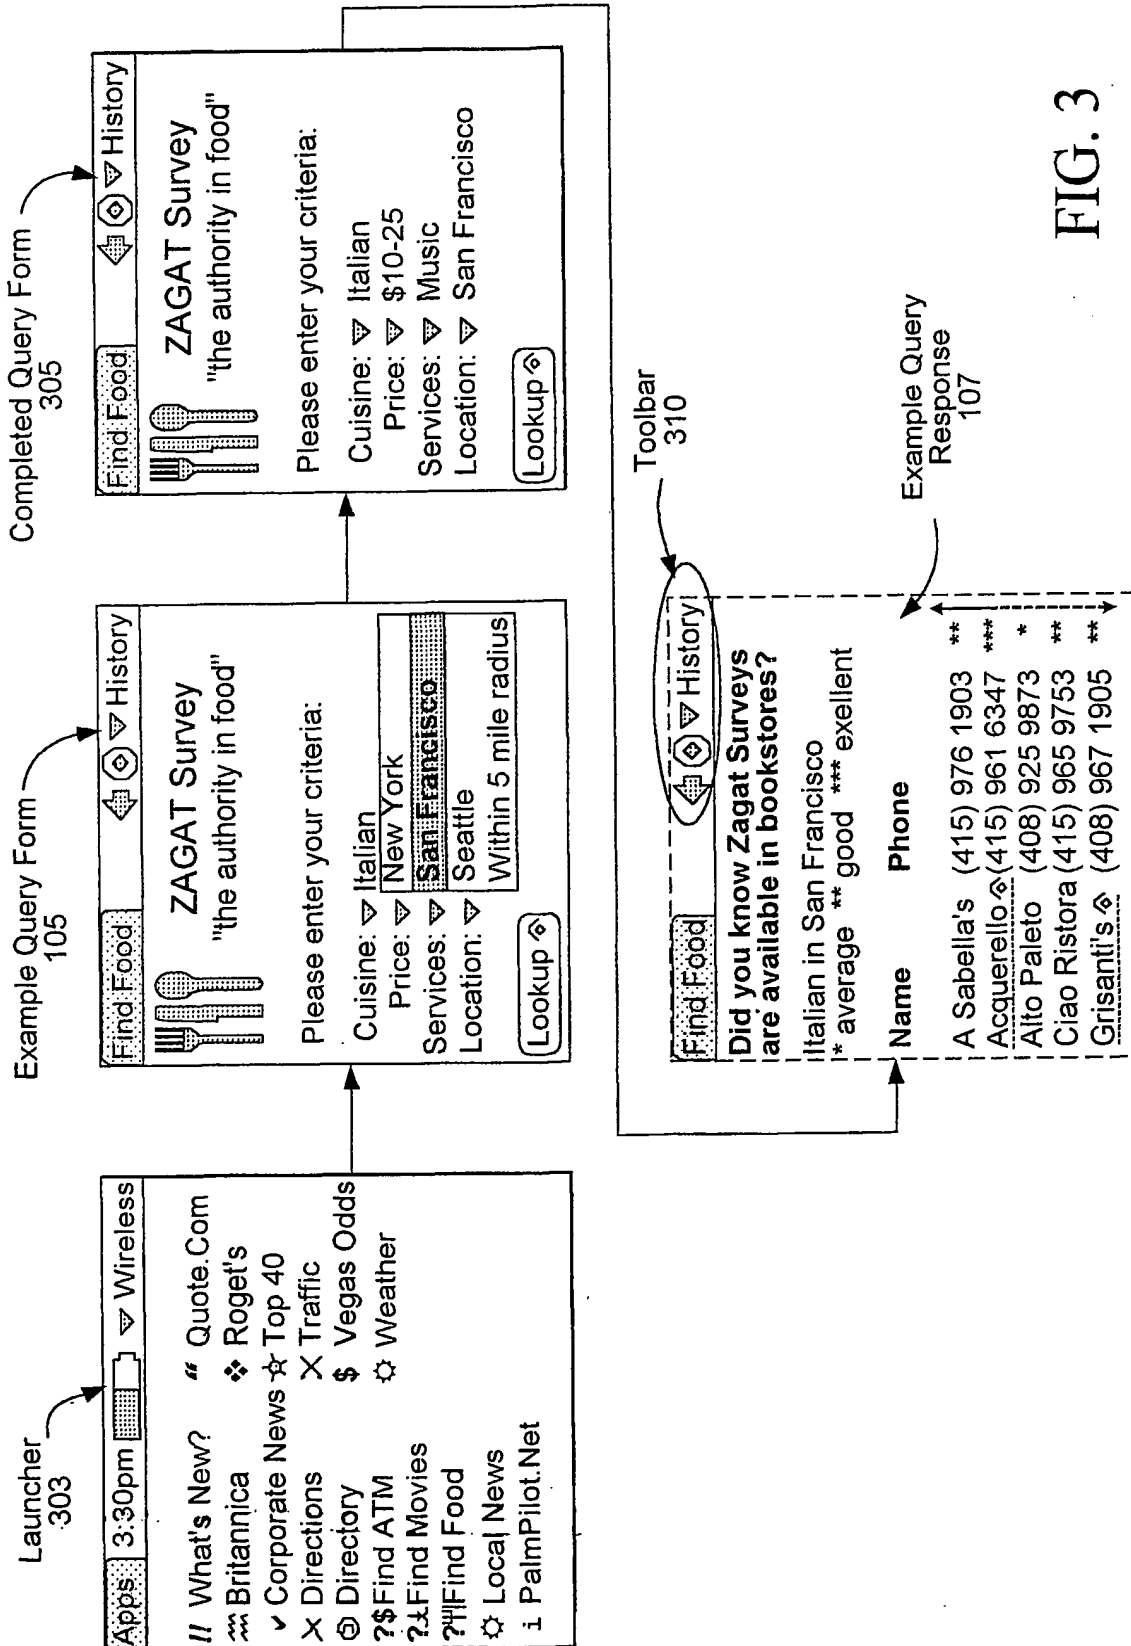 Launcher
303
Apps 3:30pm Wireless
!! What's New? “ Quote.Com
Britannica ❖ Roget's
✓ Corporate News ☆ Top 40
X Directions X Traffic
Directory $ Vegas Odds
?$Find ATM ☼ Weather
?Find Movies
?Find Food
☼ Local News
i PalmPilot.Net
Example Query Form
105
Find Food History
ZAGAT Survey
"the authority in food"
Please enter your criteria:
Cuisine: Italian
Price: New York
Services: San Francisco
Location: Seattle
Within 5 mile radius
Lookup
Completed Query Form
305
Find Food History
ZAGAT Survey
"the authority in food"
Please enter your criteria:
Cuisine: Italian
Price: $10-25
Services: Music
Location: San Francisco
Lookup
Toolbar
310
Find Food History
Did you know Zagat Surveys
are available in bookstores?
Italian in San Francisco
* average ** good *** exellent
Name Phone
A Sabella's (415) 976 1903 **
Acquerello (415) 961 6347 ***
Alto Paleto (408) 925 9873 *
Ciao Ristora (415) 965 9753 **
Grisanti's (408) 967 1905 **
Example Query
Response
107
FIG. 3